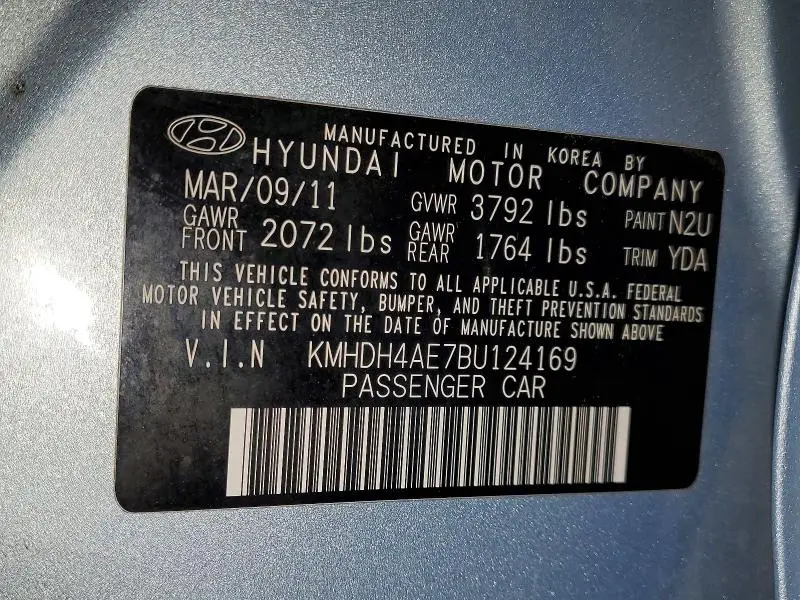 MANUFACTURED IN KOREA BY
HYUNDAI MOTOR COMPANY
MAR/09/11 GVWR 3792 lbs PAINT N2U
GAWR FRONT 2072 lbs GAWR REAR 1764 lbs TRIM YDA
THIS VEHICLE CONFORMS TO ALL APPLICABLE U.S.A. FEDERAL
MOTOR VEHICLE SAFETY, BUMPER, AND THEFT PREVENTION STANDARDS
IN EFFECT ON THE DATE OF MANUFACTURE SHOWN ABOVE
V.I.N KMHDH4AE7BU124169
PASSENGER CAR